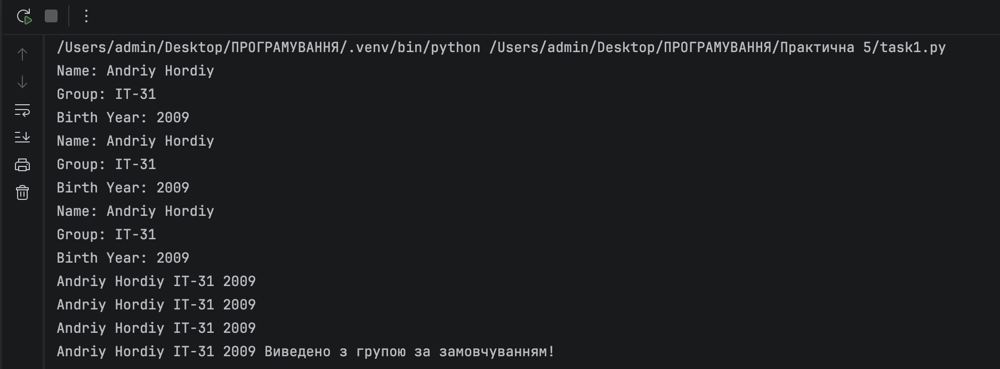 /Users/admin/Desktop/ПРОГРАМУВАННЯ/.venv/bin/python /Users/admin/Desktop/ПРОГРАМУВАННЯ/Практична 5/task1.py
Name: Andriy Hordiy
Group: IT-31
Birth Year: 2009
Name: Andriy Hordiy
Group: IT-31
Birth Year: 2009
Name: Andriy Hordiy
Group: IT-31
Birth Year: 2009
Andriy Hordiy IT-31 2009
Andriy Hordiy IT-31 2009
Andriy Hordiy IT-31 2009
Andriy Hordiy IT-31 2009 Виведено з групою за замовчуванням!